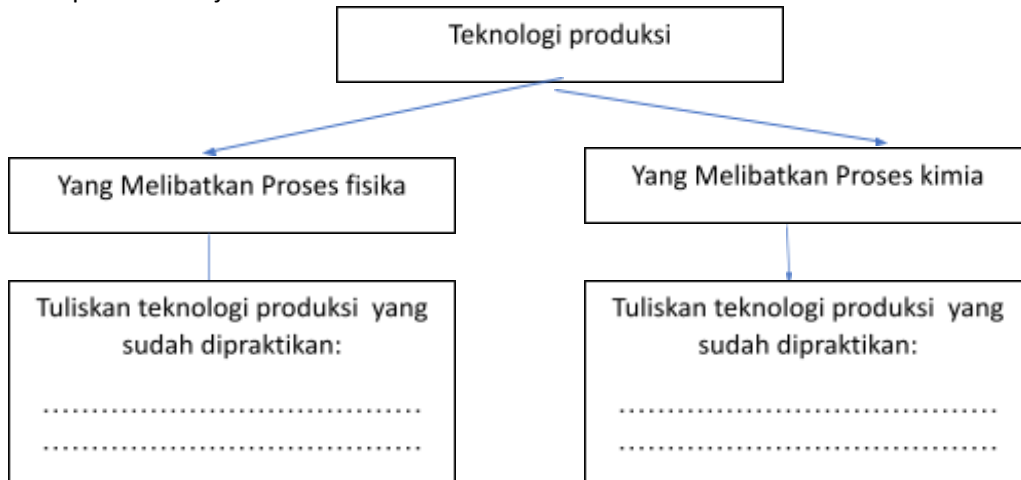 Teknologi produksi
Yang Melibatkan Proses fisika
Yang Melibatkan Proses kimia
Tuliskan teknologi produksi yang
sudah dipraktikan:
.......................................
.......................................
Tuliskan teknologi produksi yang
sudah dipraktikan:
.......................................
.......................................